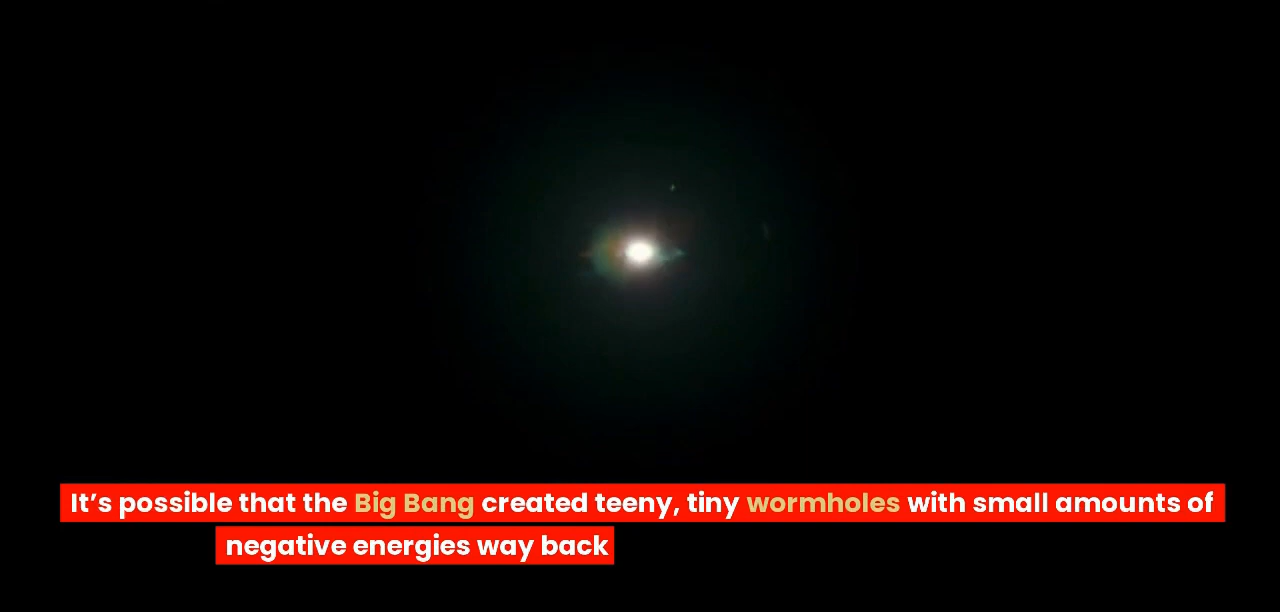 It’s possible that the Big Bang created teeny, tiny wormholes with small amounts of
negative energies way back